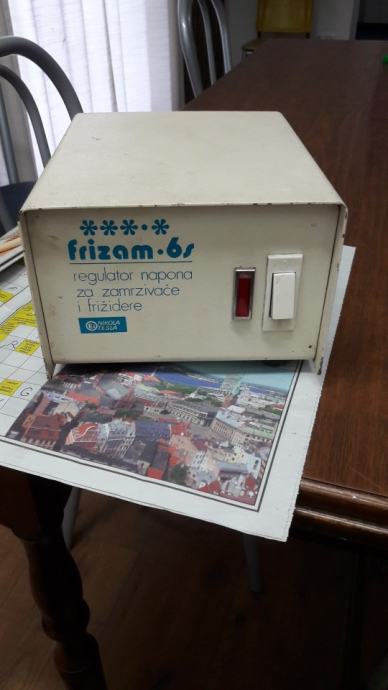 ****·*
frizam·6s
regulator napona
za zamrzivače
i frižidere
NIKOLA
TESLA
G